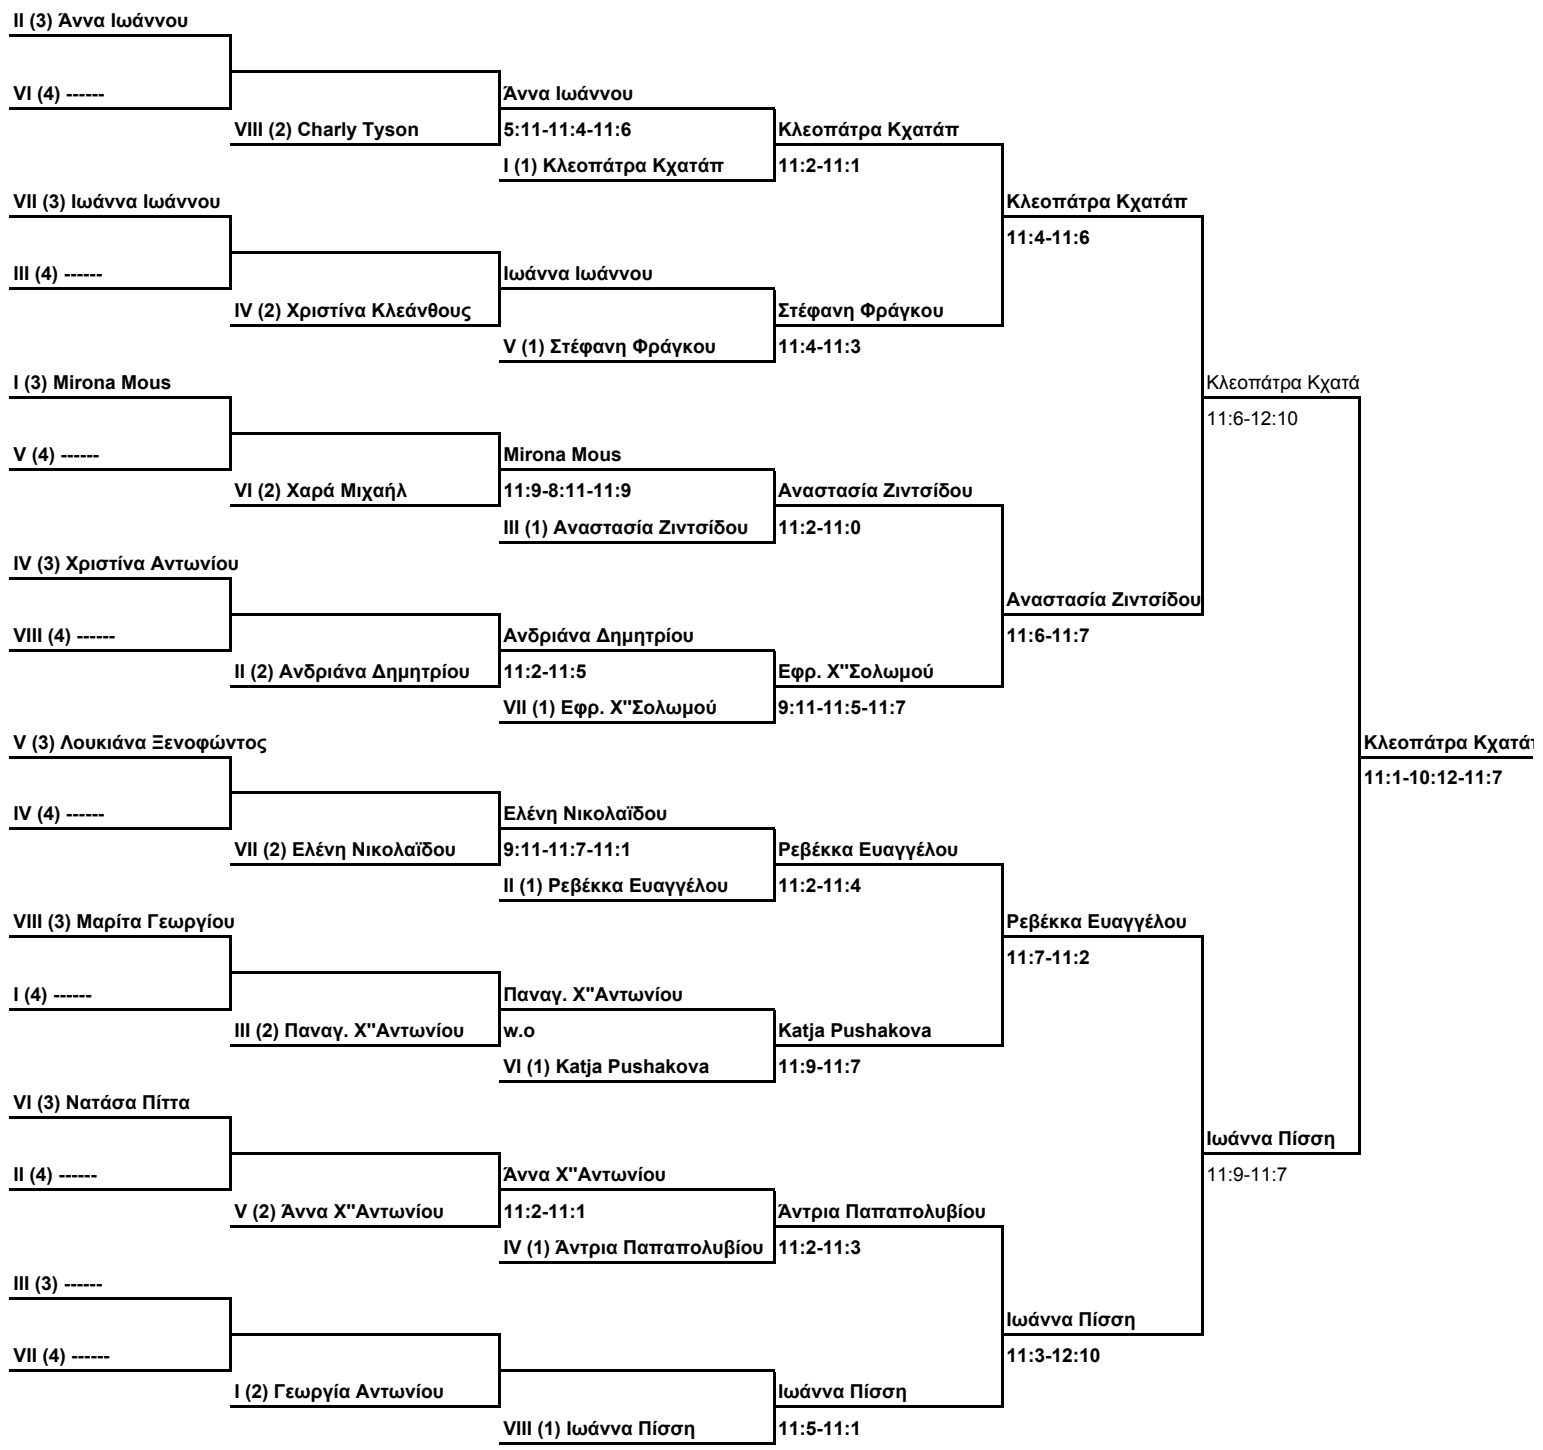 II (3) Άννα Ιωάννου
VI (4) ------
Άννα Ιωάννου
VIII (2) Charly Tyson
5:11-11:4-11:6
Κλεοπάτρα Κχατάπ
I (1) Κλεοπάτρα Κχατάπ
11:2-11:1
VII (3) Ιωάννα Ιωάννου
Κλεοπάτρα Κχατάπ
11:4-11:6
III (4) ------
Ιωάννα Ιωάννου
IV (2) Χριστίνα Κλεάνθους
Στέφανη Φράγκου
V (1) Στέφανη Φράγκου
11:4-11:3
I (3) Mirona Mous
Κλεοπάτρα Κχατά
11:6-12:10
V (4) ------
Mirona Mous
VI (2) Χαρά Μιχαήλ
11:9-8:11-11:9
Αναστασία Ζιντσίδου
III (1) Αναστασία Ζιντσίδου
11:2-11:0
IV (3) Χριστίνα Αντωνίου
Αναστασία Ζιντσίδου
VIII (4) ------
Ανδριάνα Δημητρίου
11:6-11:7
II (2) Ανδριάνα Δημητρίου
11:2-11:5
Εφρ. Χ"Σολωμού
VII (1) Εφρ. Χ"Σολωμού
9:11-11:5-11:7
V (3) Λουκιάνα Ξενοφώντος
Κλεοπάτρα Κχατάπ
11:1-10:12-11:7
IV (4) ------
Ελένη Νικολαϊδου
VII (2) Ελένη Νικολαϊδου
9:11-11:7-11:1
Ρεβέκκα Ευαγγέλου
II (1) Ρεβέκκα Ευαγγέλου
11:2-11:4
VIII (3) Μαρίτα Γεωργίου
Ρεβέκκα Ευαγγέλου
11:7-11:2
I (4) ------
Παναγ. Χ"Αντωνίου
III (2) Παναγ. Χ"Αντωνίου
w.o
Katja Pushakova
VI (1) Katja Pushakova
11:9-11:7
VI (3) Νατάσα Πίττα
Ιωάννα Πίσση
II (4) ------
Άννα Χ"Αντωνίου
11:9-11:7
V (2) Άννα Χ"Αντωνίου
11:2-11:1
Άντρια Παπαπολυβίου
IV (1) Άντρια Παπαπολυβίου
11:2-11:3
III (3) ------
Ιωάννα Πίσση
VII (4) ------
11:3-12:10
I (2) Γεωργία Αντωνίου
Ιωάννα Πίσση
VIII (1) Ιωάννα Πίσση
11:5-11:1